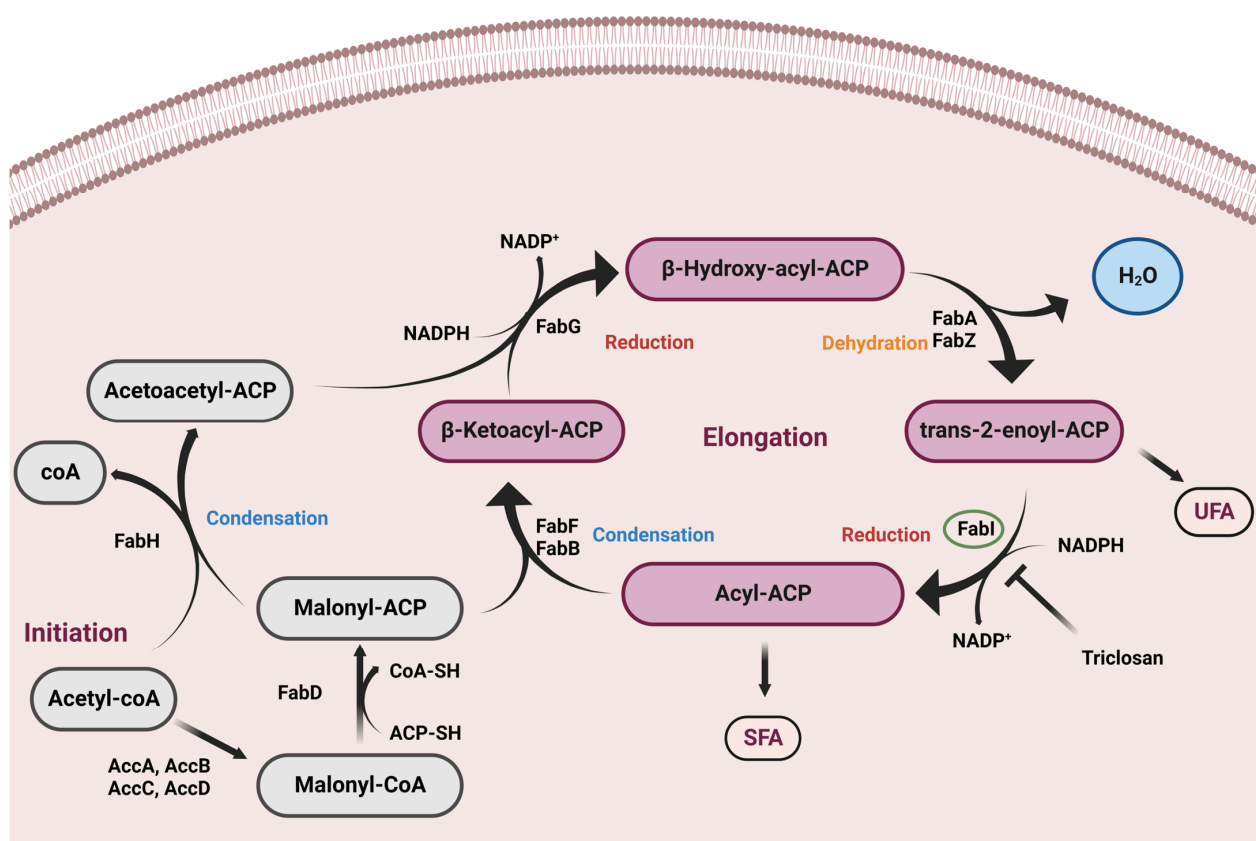 NADP⁺
β-Hydroxy-acyl-ACP
H₂O
NADPH
FabG
Reduction
Dehydration
FabA
FabZ
Acetoacetyl-ACP
β-Ketoacyl-ACP
Elongation
trans-2-enoyl-ACP
coA
Condensation
FabH
FabF
FabB
Condensation
Reduction
FabI
NADPH
UFA
Malonyl-ACP
Acyl-ACP
Initiation
NADP⁺
Triclosan
CoA-SH
FabD
Acetyl-coA
ACP-SH
SFA
AccA, AccB
AccC, AccD
Malonyl-CoA